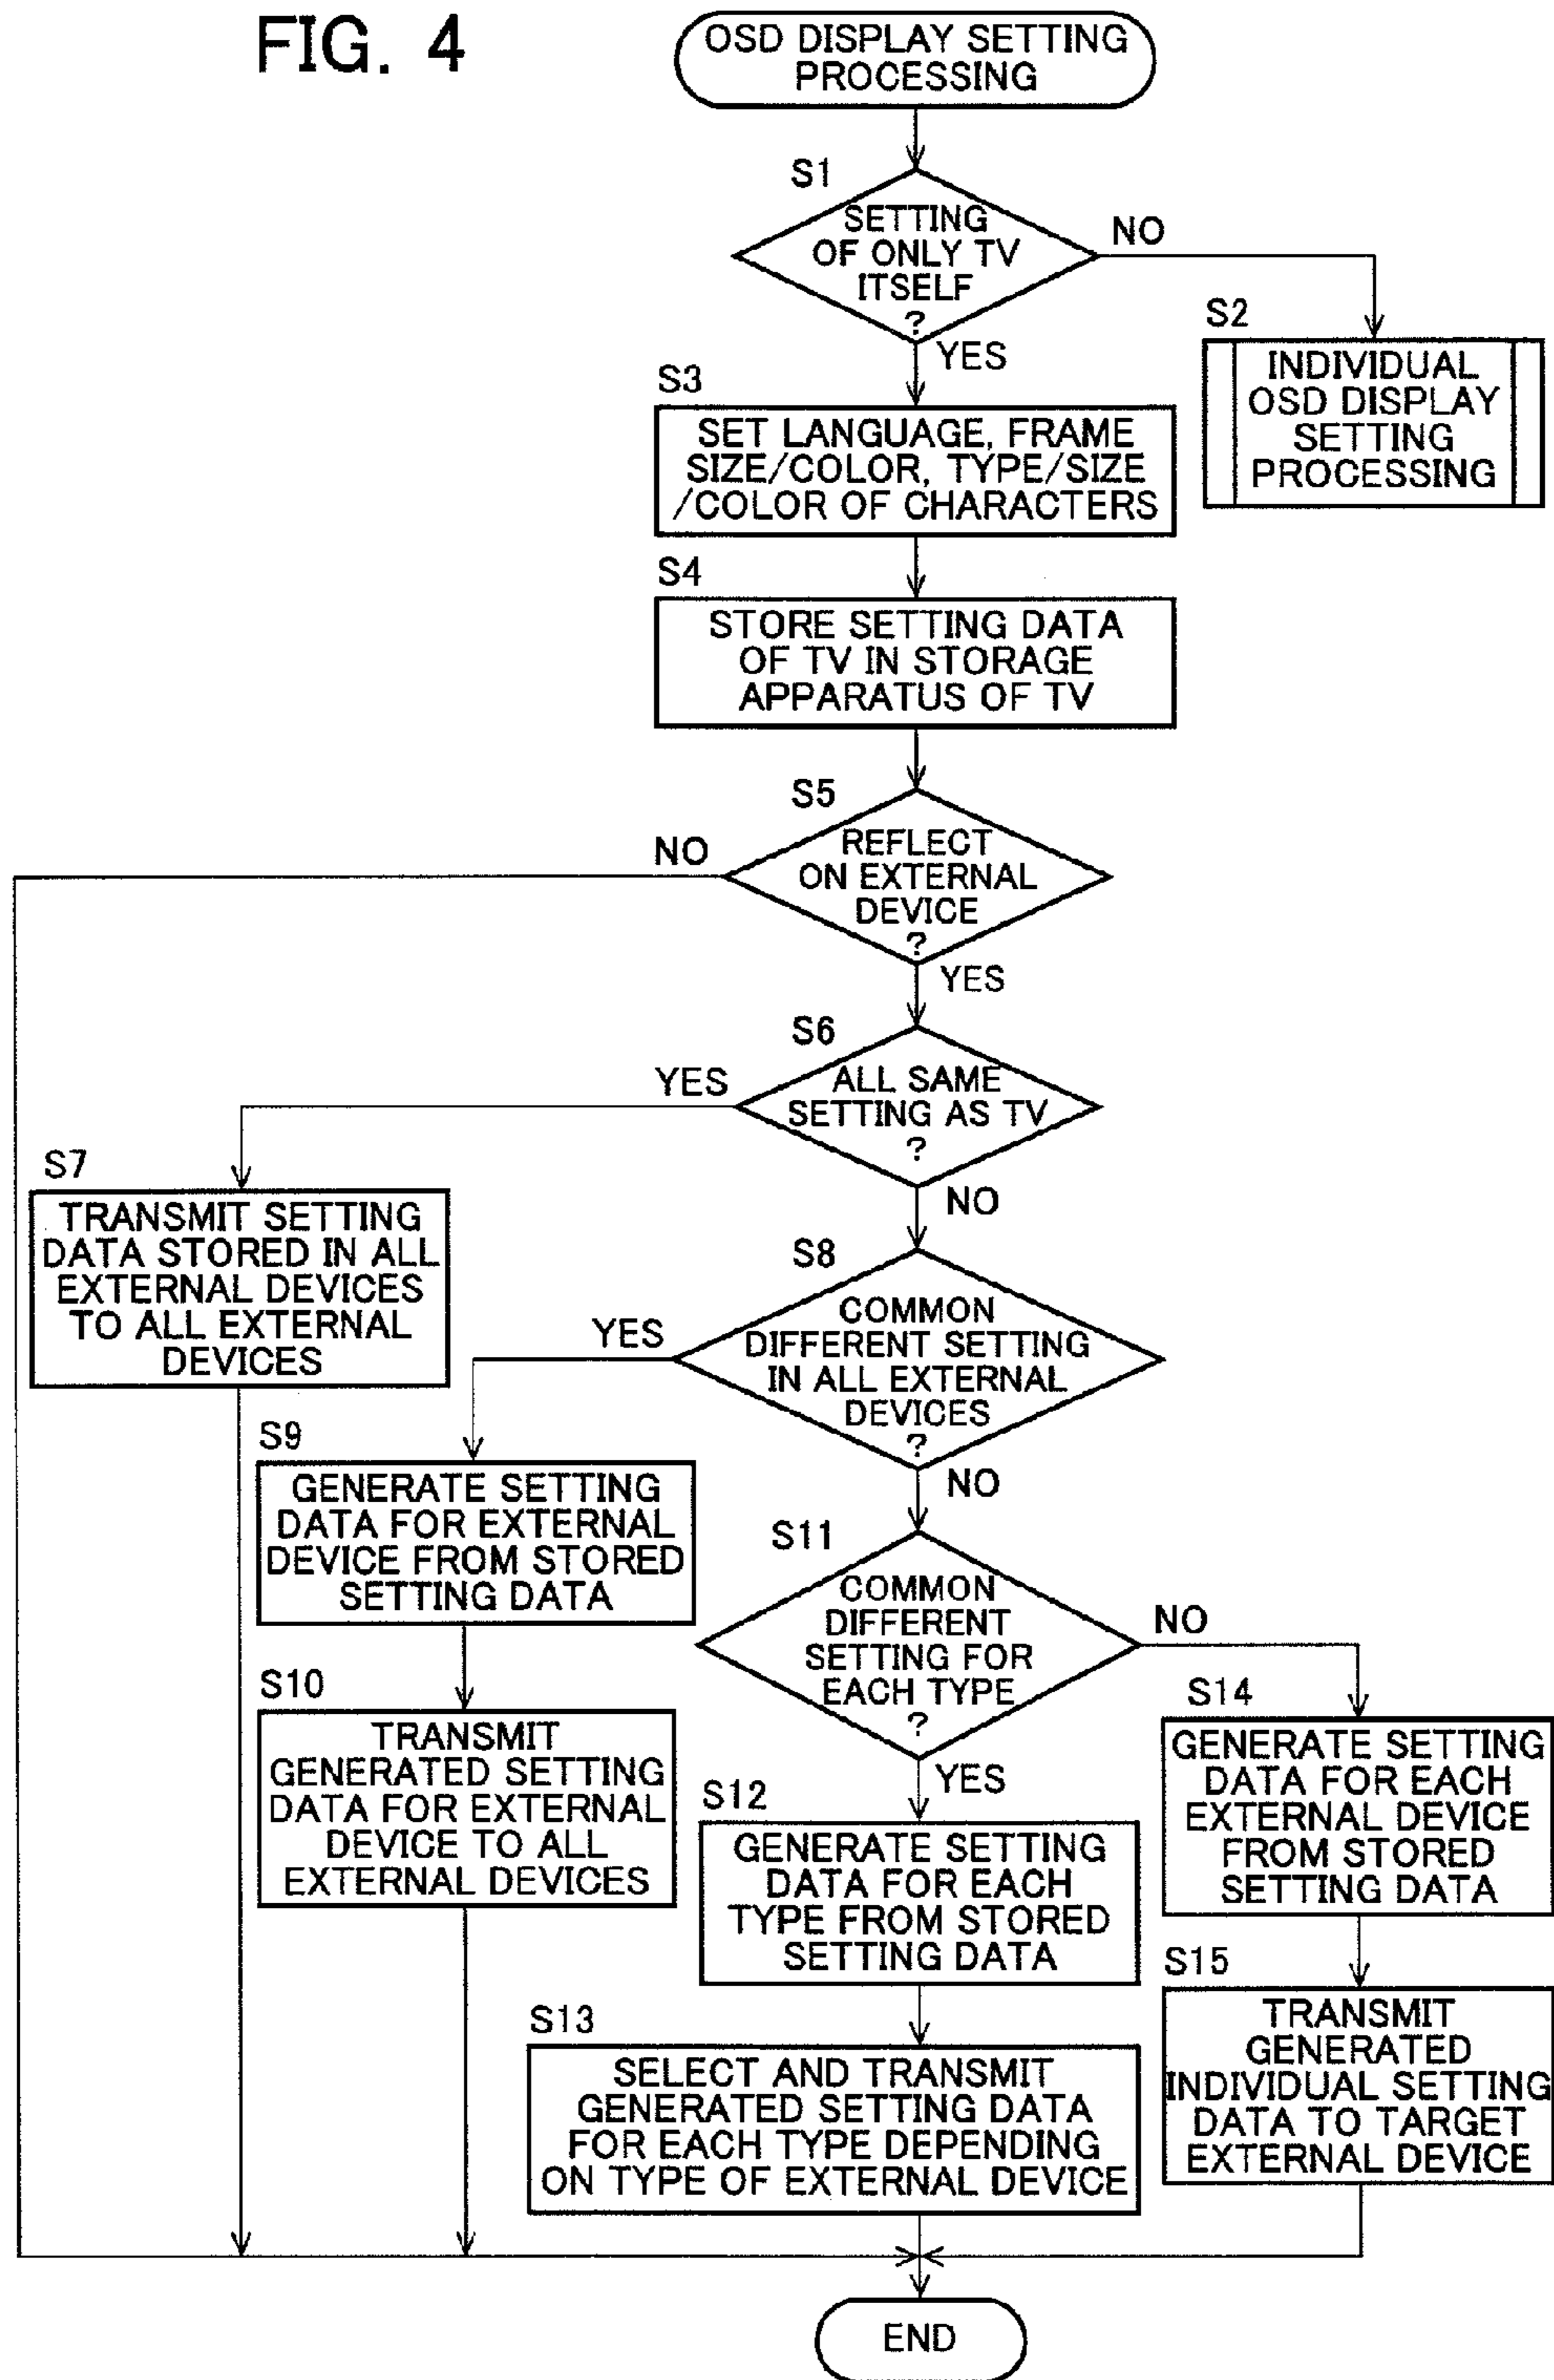 FIG. 4
OSD DISPLAY SETTING
PROCESSING
S1
SETTING
OF ONLY TV
ITSELF
?
NO
YES
S2
INDIVIDUAL
OSD DISPLAY
SETTING
PROCESSING
S3
SET LANGUAGE, FRAME
SIZE/COLOR, TYPE/SIZE
/COLOR OF CHARACTERS
S4
STORE SETTING DATA
OF TV IN STORAGE
APPARATUS OF TV
S5
REFLECT
ON EXTERNAL
DEVICE
?
NO
YES
S6
ALL SAME
SETTING AS TV
?
YES
NO
S7
TRANSMIT SETTING
DATA STORED IN ALL
EXTERNAL DEVICES
TO ALL EXTERNAL
DEVICES
S8
COMMON
DIFFERENT SETTING
IN ALL EXTERNAL
DEVICES
?
YES
NO
S9
GENERATE SETTING
DATA FOR EXTERNAL
DEVICE FROM STORED
SETTING DATA
S10
TRANSMIT
GENERATED SETTING
DATA FOR EXTERNAL
DEVICE TO ALL
EXTERNAL DEVICES
S11
COMMON
DIFFERENT
SETTING FOR
EACH TYPE
?
NO
YES
S12
GENERATE SETTING
DATA FOR EACH
TYPE FROM STORED
SETTING DATA
S13
SELECT AND TRANSMIT
GENERATED SETTING DATA
FOR EACH TYPE DEPENDING
ON TYPE OF EXTERNAL DEVICE
S14
GENERATE SETTING
DATA FOR EACH
EXTERNAL DEVICE
FROM STORED
SETTING DATA
S15
TRANSMIT
GENERATED
INDIVIDUAL SETTING
DATA TO TARGET
EXTERNAL DEVICE
END